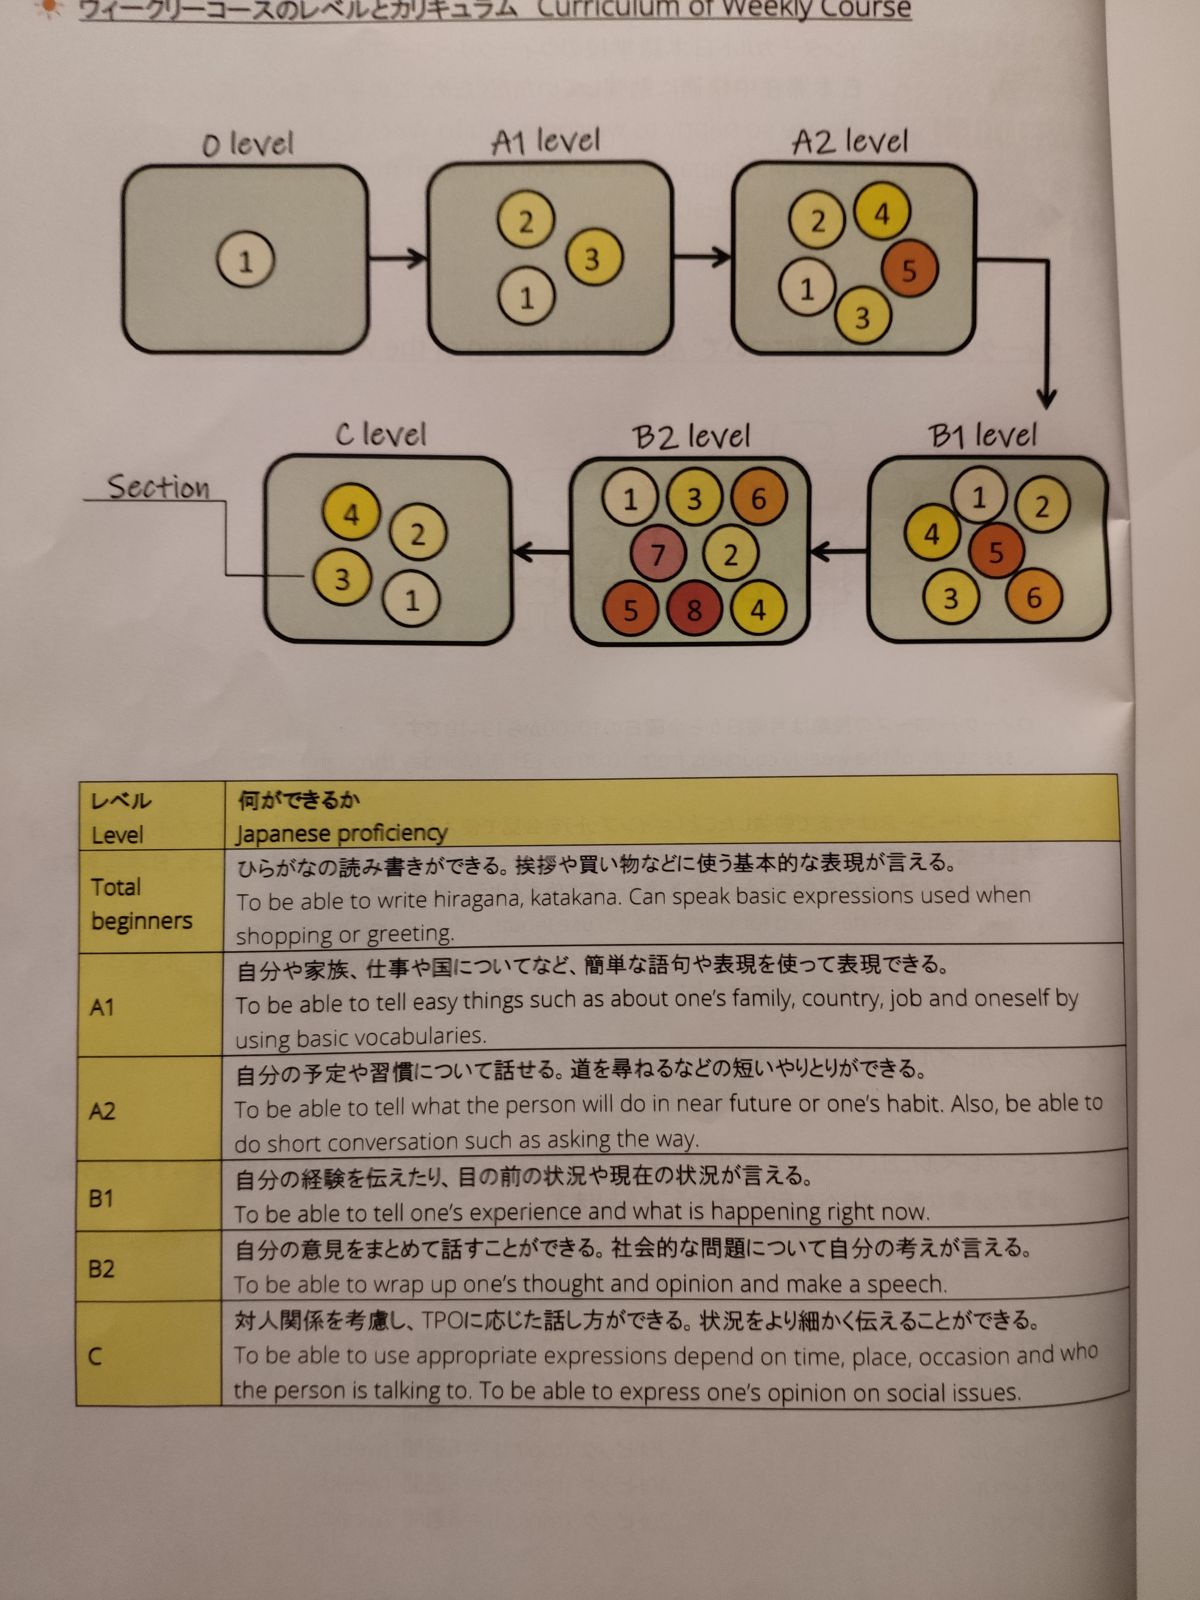 ウィークリーコースのレベルとカリキュラム Curriculum of Weekly Course
0 level
A1 level
A2 level
1
2
3
1
2
4
5
1
3
C level
B2 level
B1 level
Section
4
2
3
1
1
3
6
7
2
5
8
4
1
2
4
5
3
6
レベル
Level
何ができるか
Japanese proficiency
Total
beginners
ひらがなの読み書きができる。挨拶や買い物などに使う基本的な表現が言える。
To be able to write hiragana, katakana. Can speak basic expressions used when
shopping or greeting.
A1
自分や家族、仕事や国についてなど、簡単な語句や表現を使って表現できる。
To be able to tell easy things such as about one's family, country, job and oneself by
using basic vocabularies.
A2
自分の予定や習慣について話せる。道を尋ねるなどの短いやりとりができる。
To be able to tell what the person will do in near future or one's habit. Also, be able to
do short conversation such as asking the way.
B1
自分の経験を伝えたり、目の前の状況や現在の状況が言える。
To be able to tell one's experience and what is happening right now.
B2
自分の意見をまとめて話すことができる。社会的な問題について自分の考えが言える。
To be able to wrap up one's thought and opinion and make a speech.
C
対人関係を考慮し、TPOに応じた話し方ができる。状況をより細かく伝えることができる。
To be able to use appropriate expressions depend on time, place, occasion and who
the person is talking to. To be able to express one's opinion on social issues.